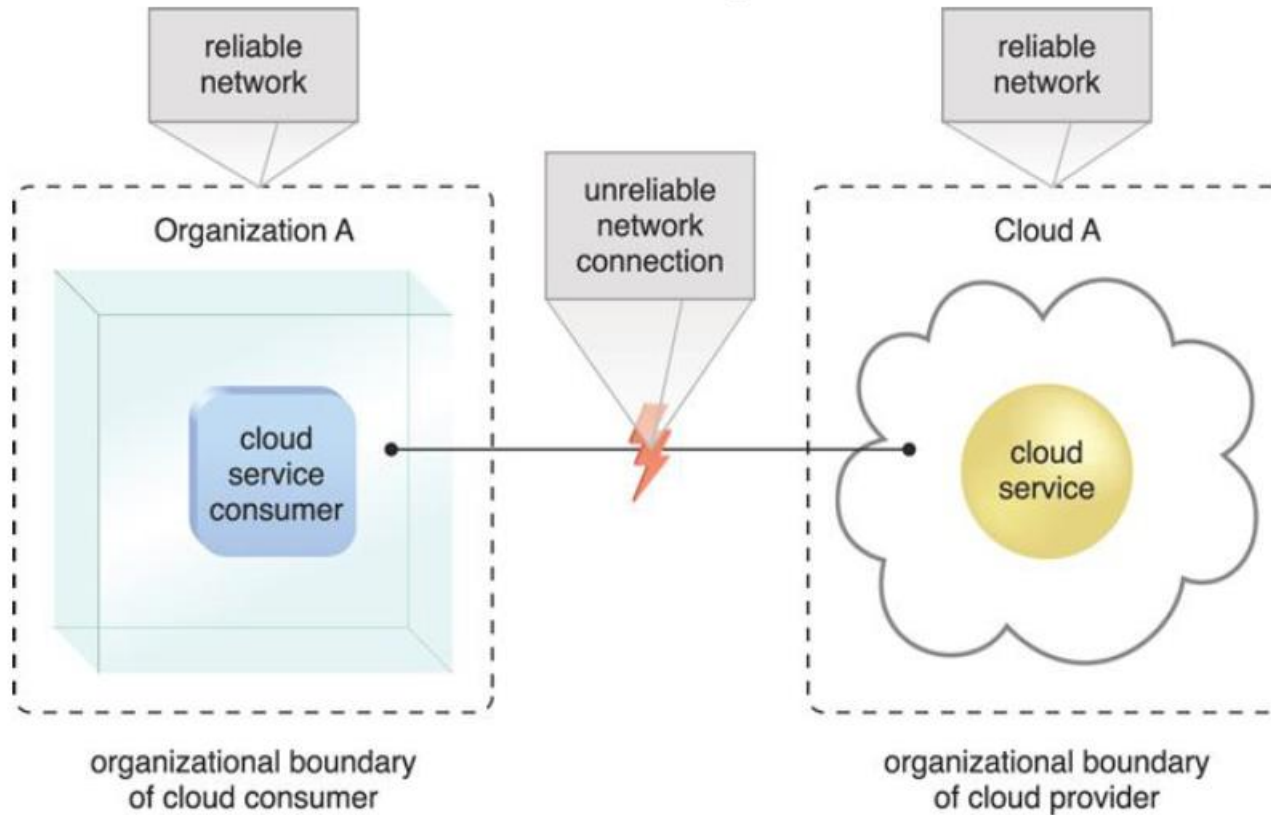 reliable
network
reliable
network
unreliable
network
connection
Organization A
Cloud A
cloud
service
consumer
cloud
service
organizational boundary
of cloud consumer
organizational boundary
of cloud provider